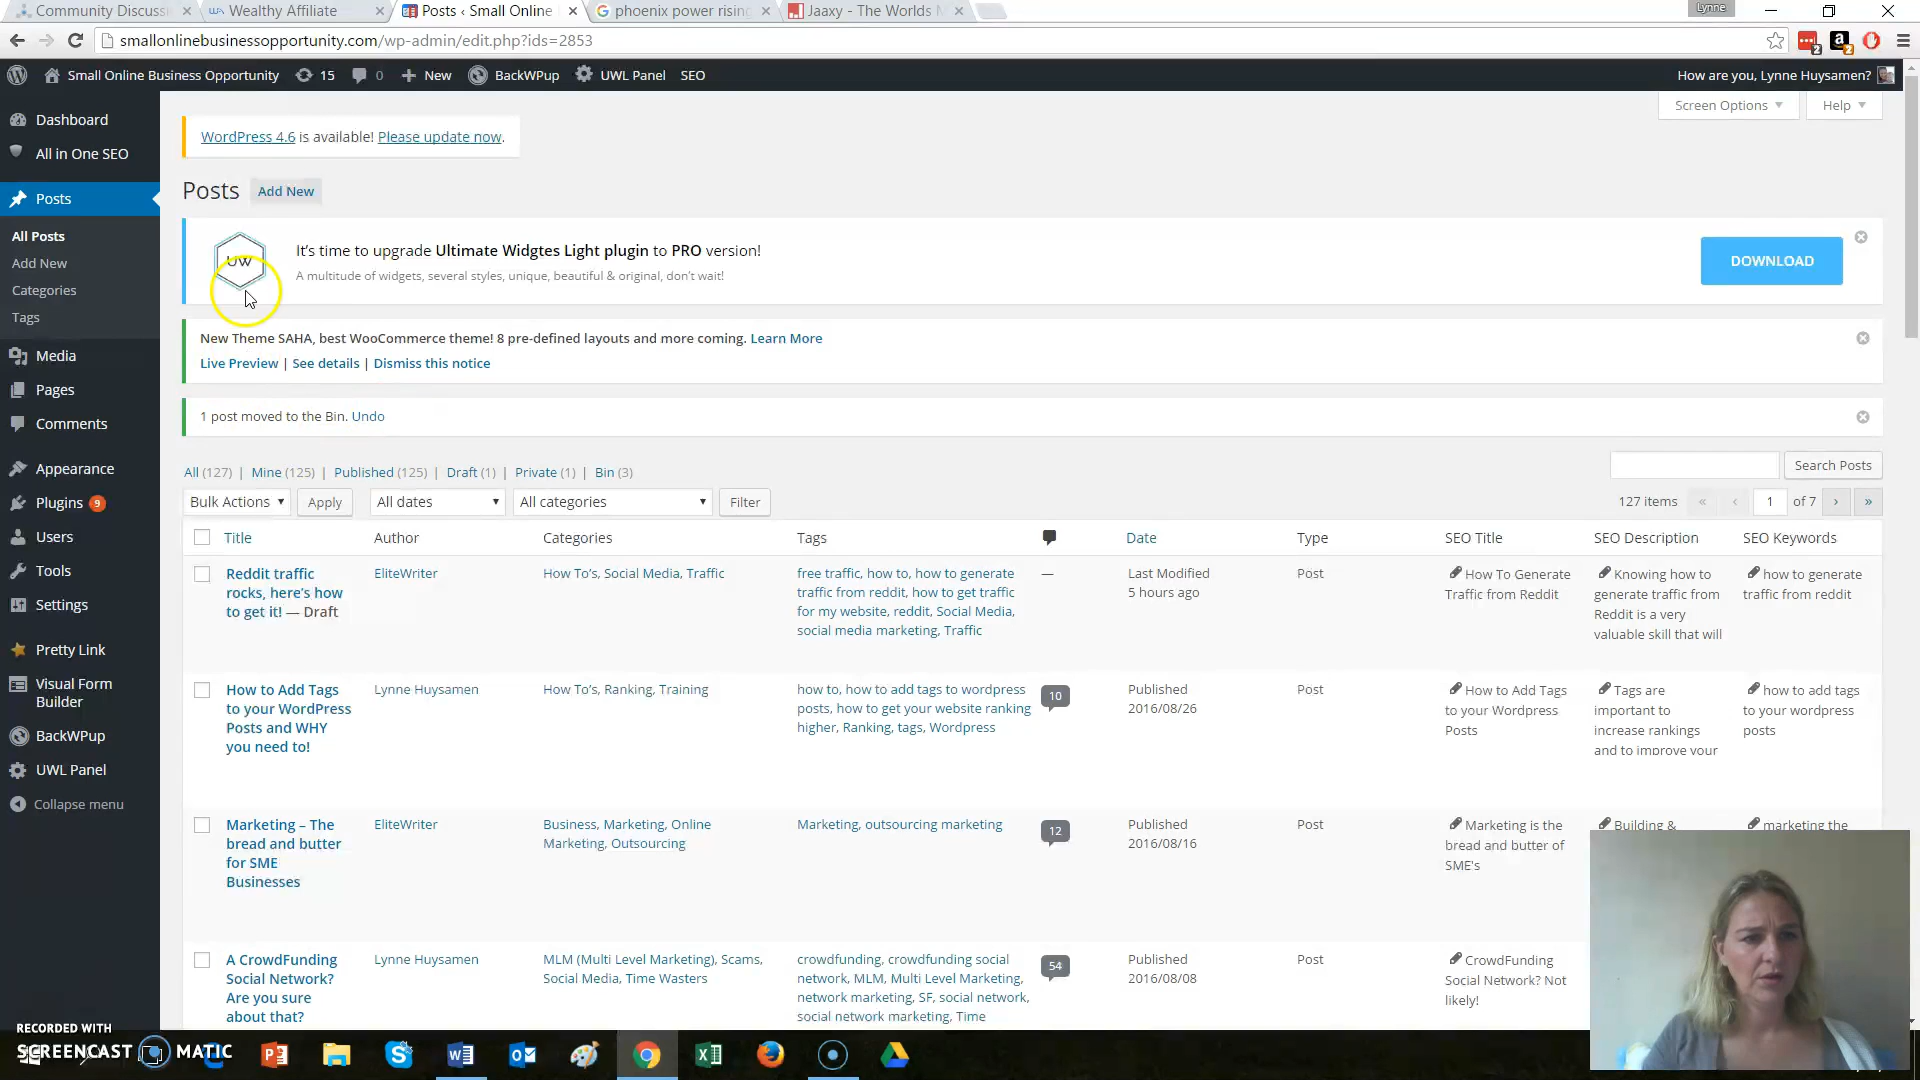 Community Discussi
Wealthy Affiliate
Posts ‹ Small Online
phoenix power rising
Jaaxy - The Worlds M
Lynne
smallonlinebusinessopportunity.com/wp-admin/edit.php?ids=2853
2
2
Small Online Business Opportunity
15
0
New
BackWPup
UWL Panel
SEO
How are you, Lynne Huysamen?
Screen Options
Help
Dashboard
All in One SEO
Posts
All Posts
Add New
Categories
Tags
Media
Pages
Comments
Appearance
Plugins 9
Users
Tools
Settings
Pretty Link
Visual Form
Builder
BackWPup
UWL Panel
Collapse menu
WordPress 4.6 is available! Please update now.
Posts Add New
UW
It's time to upgrade Ultimate Widgtes Light plugin to PRO version!
A multitude of widgets, several styles, unique, beautiful & original, don't wait!
DOWNLOAD
New Theme SAHA, best WooCommerce theme! 8 pre-defined layouts and more coming. Learn More
Live Preview | See details | Dismiss this notice
1 post moved to the Bin. Undo
All (127) | Mine (125) | Published (125) | Draft (1) | Private (1) | Bin (3)
Search Posts
Bulk Actions
Apply
All dates
All categories
Filter
127 items « ‹ 1 of 7 › »
Title
Author
Categories
Tags
Date
Type
SEO Title
SEO Description
SEO Keywords
Reddit traffic
rocks, here's how
to get it! — Draft
EliteWriter
How To's, Social Media, Traffic
free traffic, how to, how to generate
traffic from reddit, how to get traffic
for my website, reddit, Social Media,
social media marketing, Traffic
—
Last Modified
5 hours ago
Post
How To Generate
Traffic from Reddit
Knowing how to
generate traffic from
Reddit is a very
valuable skill that will
how to generate
traffic from reddit
How to Add Tags
to your WordPress
Posts and WHY
you need to!
Lynne Huysamen
How To's, Ranking, Training
how to, how to add tags to wordpress
posts, how to get your website ranking
higher, Ranking, tags, Wordpress
10
Published
2016/08/26
Post
How to Add Tags
to your Wordpress
Posts
Tags are
important to
increase rankings
and to improve your
how to add tags
to your wordpress
posts
Marketing – The
bread and butter
for SME
Businesses
EliteWriter
Business, Marketing, Online
Marketing, Outsourcing
Marketing, outsourcing marketing
12
Published
2016/08/16
Post
Marketing is the
bread and butter of
SME's
Building &
marketing the
A CrowdFunding
Social Network?
Are you sure
about that?
Lynne Huysamen
MLM (Multi Level Marketing), Scams,
Social Media, Time Wasters
crowdfunding, crowdfunding social
network, MLM, Multi Level Marketing,
network marketing, SF, social network,
social network marketing, Time
54
Published
2016/08/08
Post
CrowdFunding
Social Network? Not
likely!
RECORDED WITH
SCREENCAST MATIC